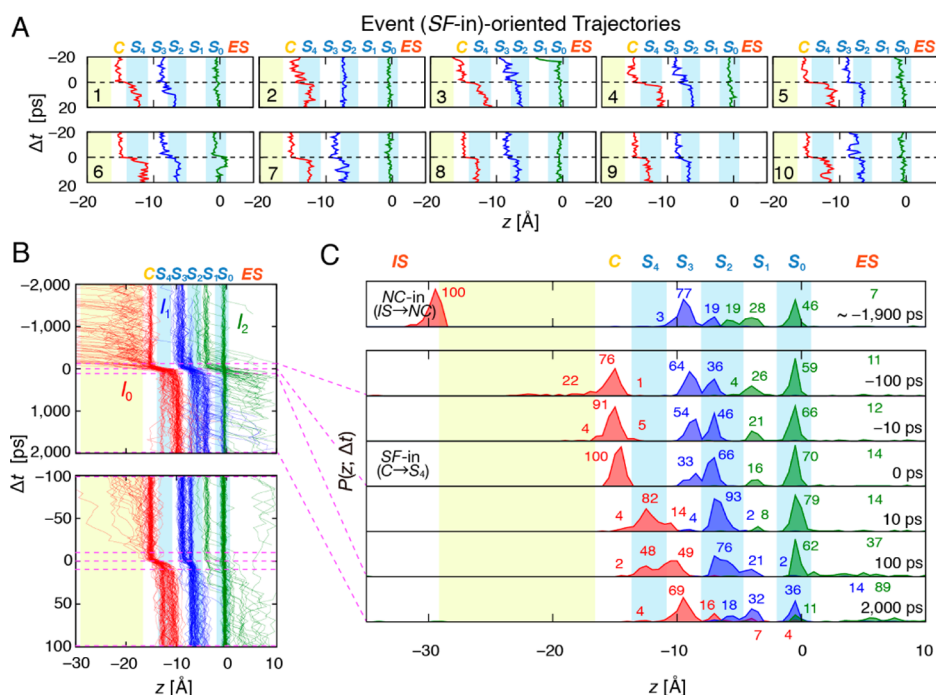 A
Event (SF-in)-oriented Trajectories
C S4 S3 S2 S1 S0 ES C S4 S3 S2 S1 S0 ES C S4 S3 S2 S1 S0 ES C S4 S3 S2 S1 S0 ES C S4 S3 S2 S1 S0 ES
−20
0
20
1 2 3 4 5
−20
0
20
6 7 8 9 10
Δt [ps]
−20 −10 0 −20 −10 0 −20 −10 0 −20 −10 0 −20 −10 0
z [Å]
z [Å]
B
C S4 S3 S2 S1 S0 ES
−2,000
−1,000
0
1,000
2,000
I1
I2
I0
−100
−50
0
50
100
Δt [ps]
−30 −20 −10 0 10
z [Å]
C
IS C S4 S3 S2 S1 S0 ES
NC-in
(IS→NC)
100 3 77 19 19 28 46 7
~ −1,900 ps
22 76 1 64 36 4 26 59 11
−100 ps
4 91 5 54 46 21 66 12
−10 ps
SF-in
(C→S4)
100 33 66 16 70 14
0 ps
4 82 14 4 93 2 8 79 14
10 ps
2 48 49 76 21 2 62 37
100 ps
4 69 16 18 32 7 36 4 11 14 89
2,000 ps
P(z; Δt)
−30 −20 −10 0 10
z [Å]